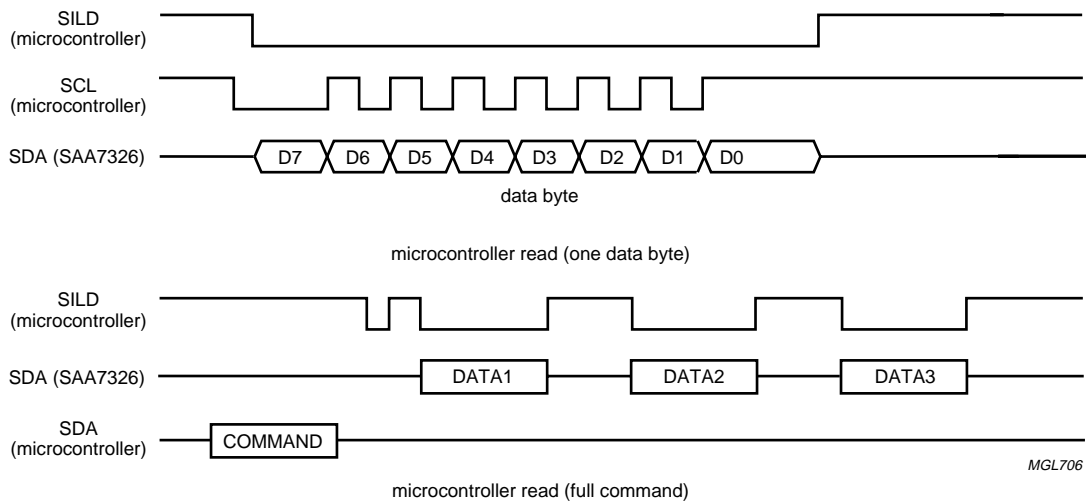 SILD
(microcontroller)
SCL
(microcontroller)
SDA (SAA7326)
D7 D6 D5 D4 D3 D2 D1 D0
data byte
microcontroller read (one data byte)
SILD
(microcontroller)
SDA (SAA7326)
DATA1 DATA2 DATA3
SDA
(microcontroller)
COMMAND
MGL706
microcontroller read (full command)